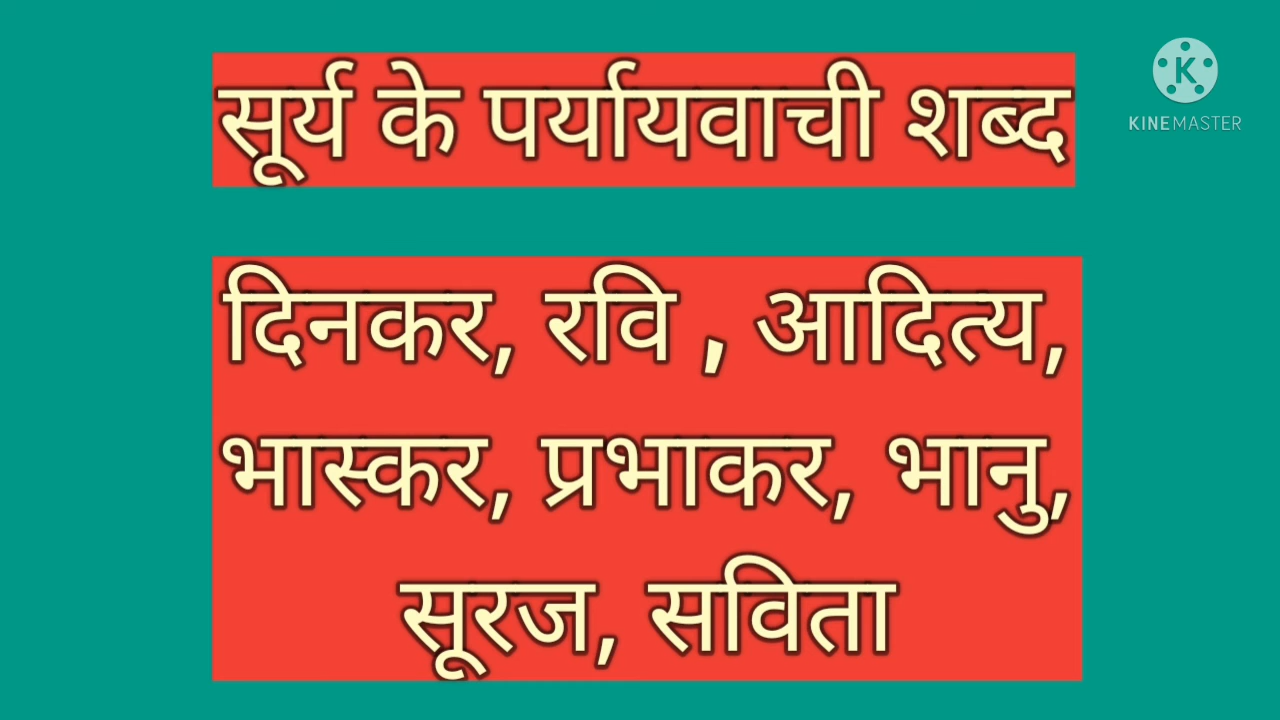 सूर्य के पर्यायवाची शब्द
KINEMASTER
दिनकर, रवि , आदित्य,
भास्कर, प्रभाकर, भानु,
सूरज, सविता